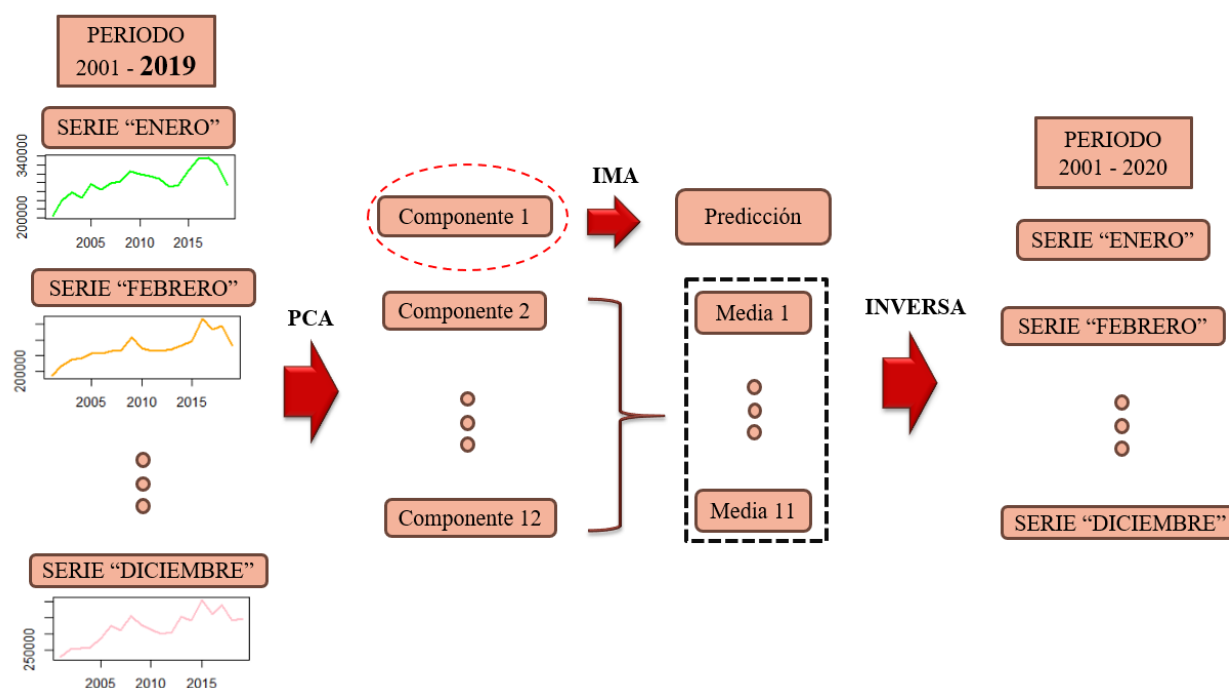 PERIODO
2001 - 2019
SERIE “ENERO”
340000
200000
2005 2010 2015
SERIE “FEBRERO”
200000
2005 2010 2015
SERIE “DICIEMBRE”
250000
2005 2010 2015
PCA
Componente 1
Componente 2
Componente 12
IMA
Predicción
Media 1
Media 11
INVERSA
PERIODO
2001 - 2020
SERIE “ENERO”
SERIE “FEBRERO”
SERIE “DICIEMBRE”